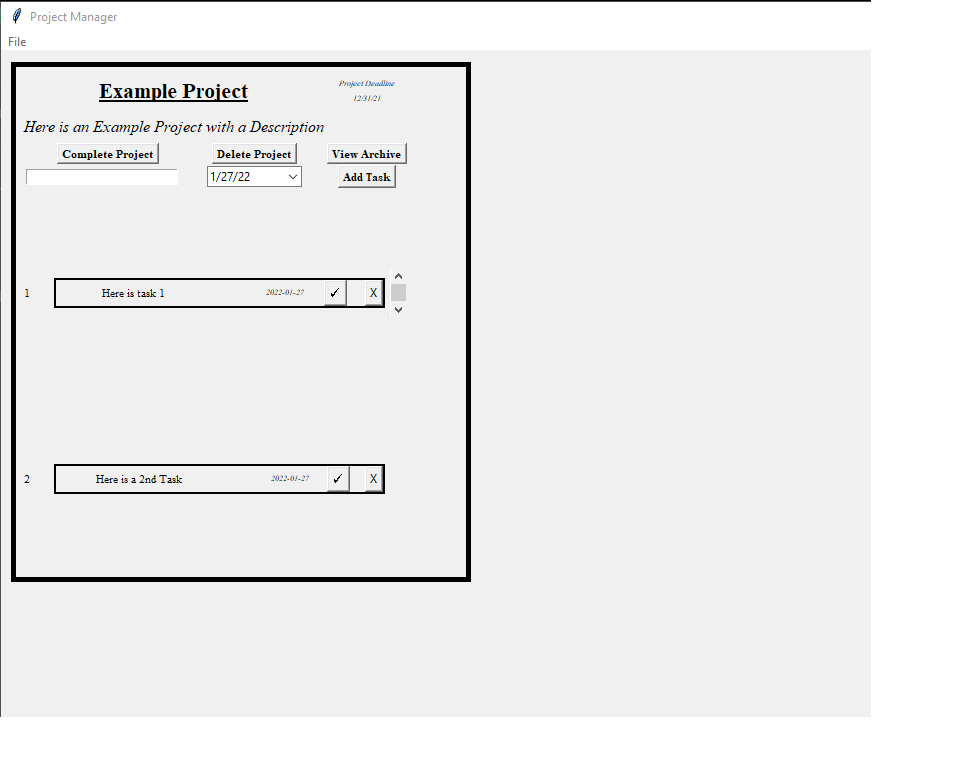 Project Manager
File
Example Project
Project Deadline
12/31/21
Here is an Example Project with a Description
Complete Project Delete Project View Archive
1/27/22 Add Task
1 Here is task 1 2022-01-27 ✓ X
2 Here is a 2nd Task 2022-01-27 ✓ X